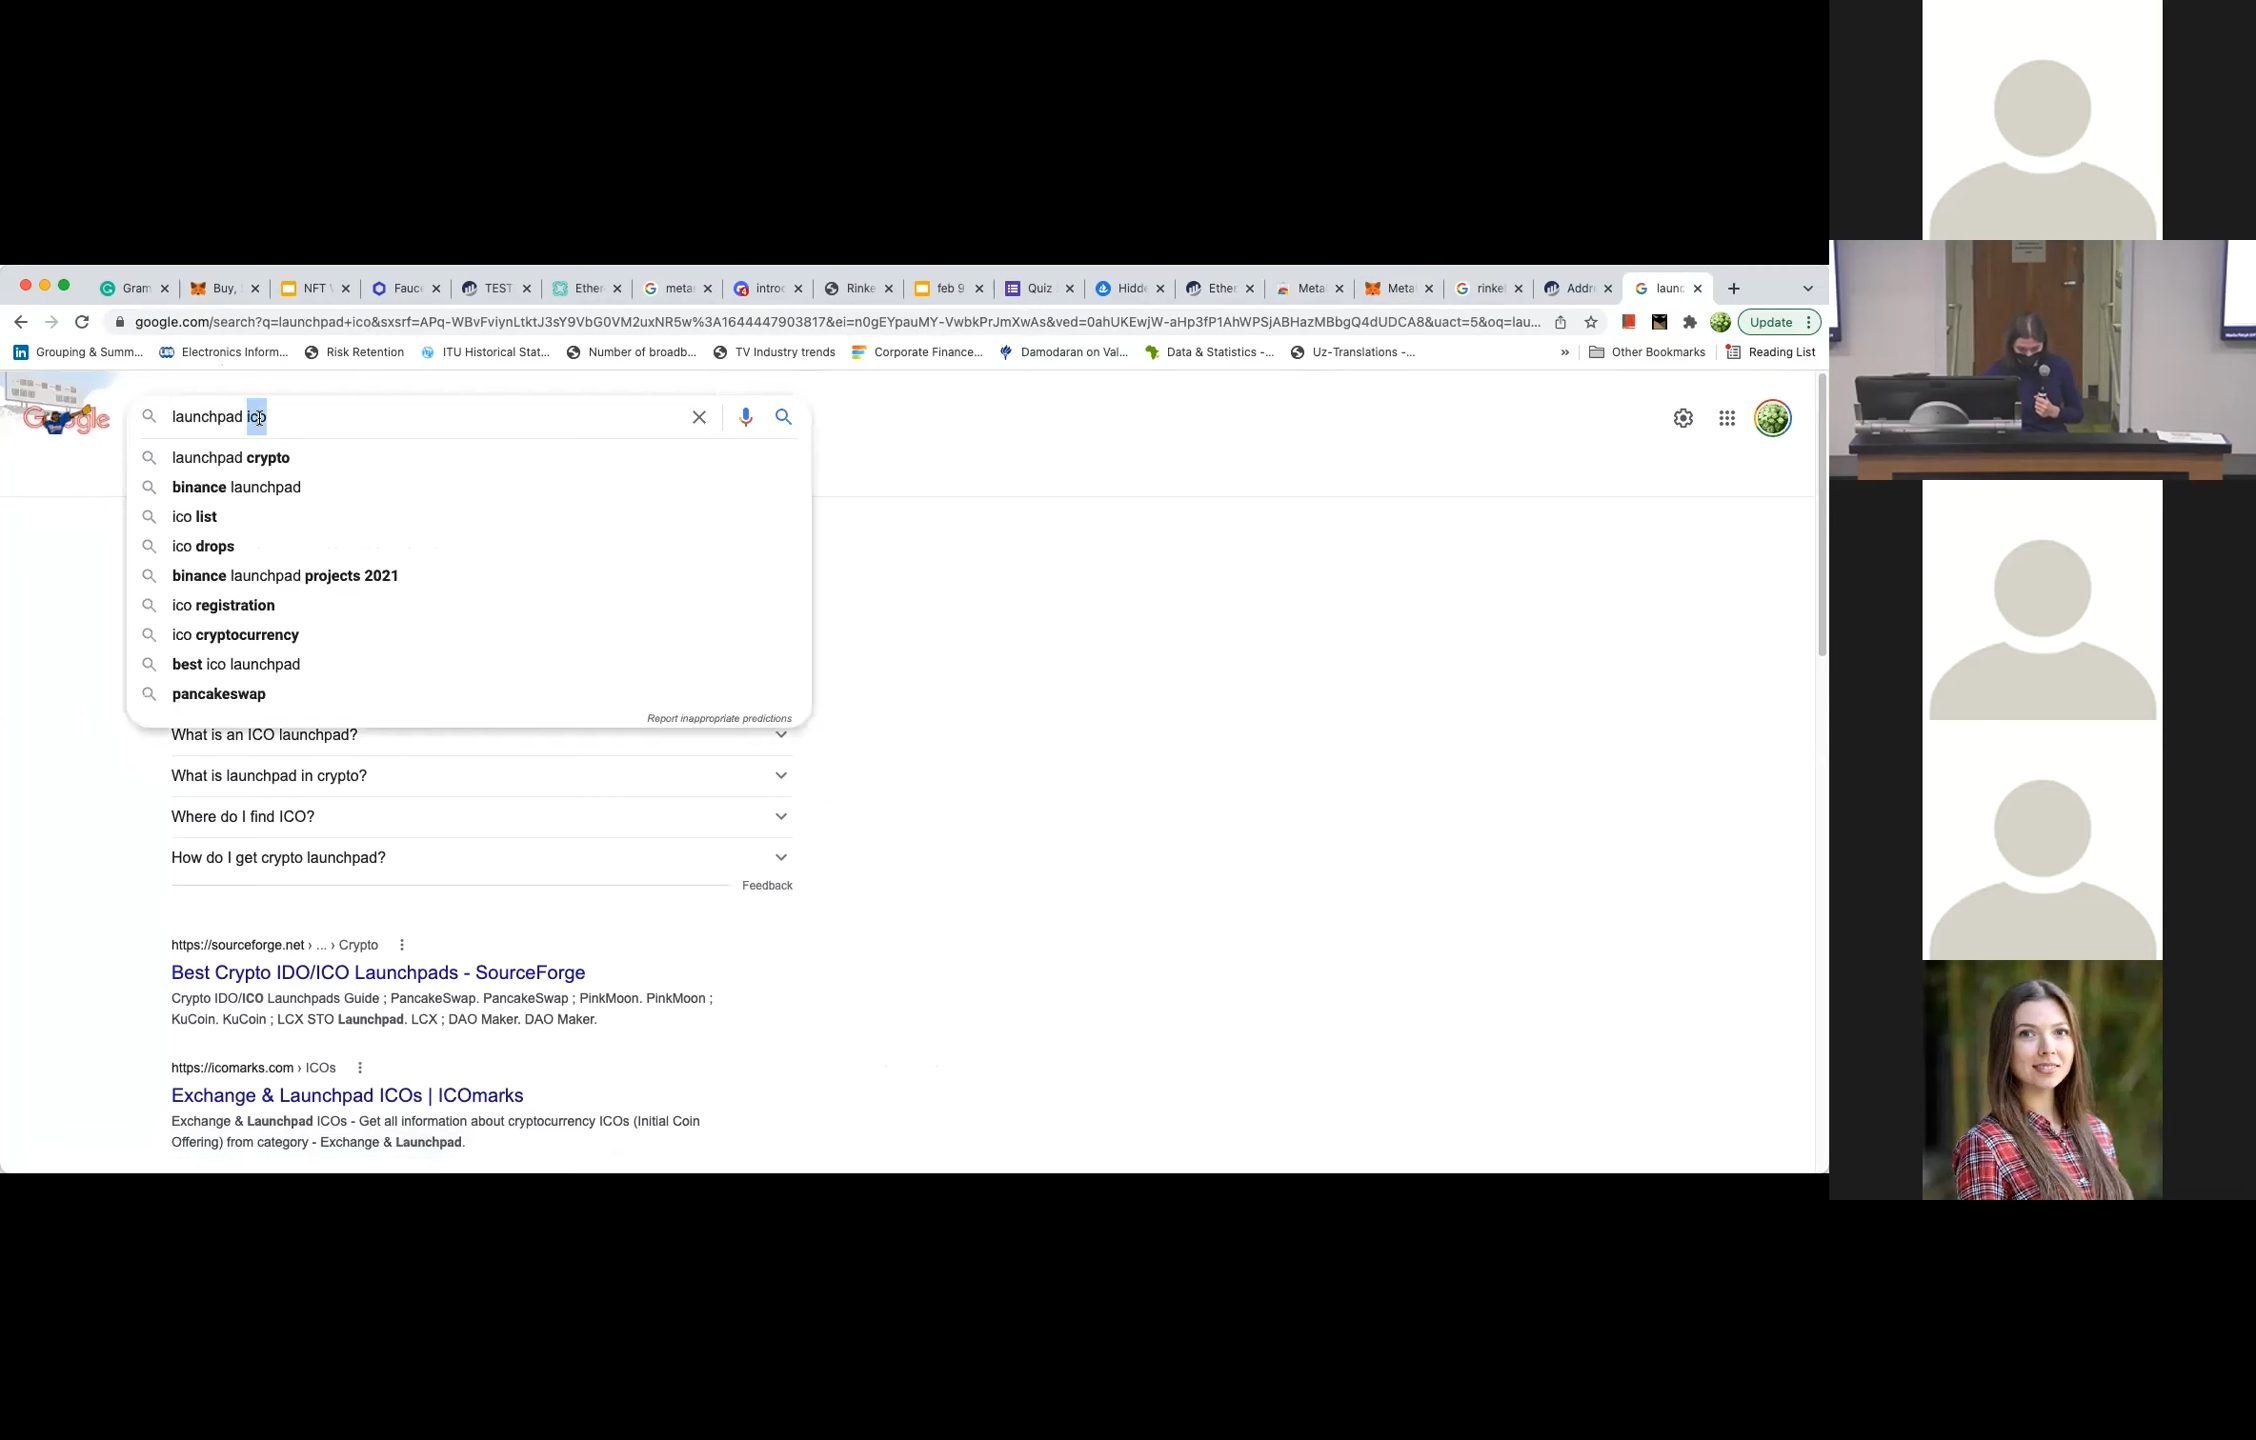 Gram
Buy,
NFT
Fauc
TEST
Ether
meta
introd
Rinke
feb 9
Quiz
Hidde
Ether
Meta
Meta
rinke
Addr
launc
google.com/search?q=launchpad+ico&sxsrf=APq-WBvFviynLtktJ3sY9VbG0VM2uxNR5w%3A1644447903817&ei=n0gEYpauMY-VwbkPrJmXwAs&ved=0ahUKEwjW-aHp3fP1AhWPSjABHazMBbgQ4dUDCA8&uact=5&oq=lau...
Update
Grouping & Summ...
Electronics Inform...
Risk Retention
ITU Historical Stat...
Number of broadb...
TV Industry trends
Corporate Finance...
Damodaran on Val...
Data & Statistics -...
Uz-Translations -...
»
Other Bookmarks
Reading List
launchpad ico
launchpad crypto
binance launchpad
ico list
ico drops
binance launchpad projects 2021
ico registration
ico cryptocurrency
best ico launchpad
pancakeswap
Report inappropriate predictions
What is an ICO launchpad?
What is launchpad in crypto?
Where do I find ICO?
How do I get crypto launchpad?
Feedback
https://sourceforge.net › ... › Crypto
Best Crypto IDO/ICO Launchpads - SourceForge
Crypto IDO/ICO Launchpads Guide ; PancakeSwap. PancakeSwap ; PinkMoon. PinkMoon ;
KuCoin. KuCoin ; LCX STO Launchpad. LCX ; DAO Maker. DAO Maker.
https://icomarks.com › ICOs
Exchange & Launchpad ICOs | ICOmarks
Exchange & Launchpad ICOs - Get all information about cryptocurrency ICOs (Initial Coin
Offering) from category - Exchange & Launchpad.